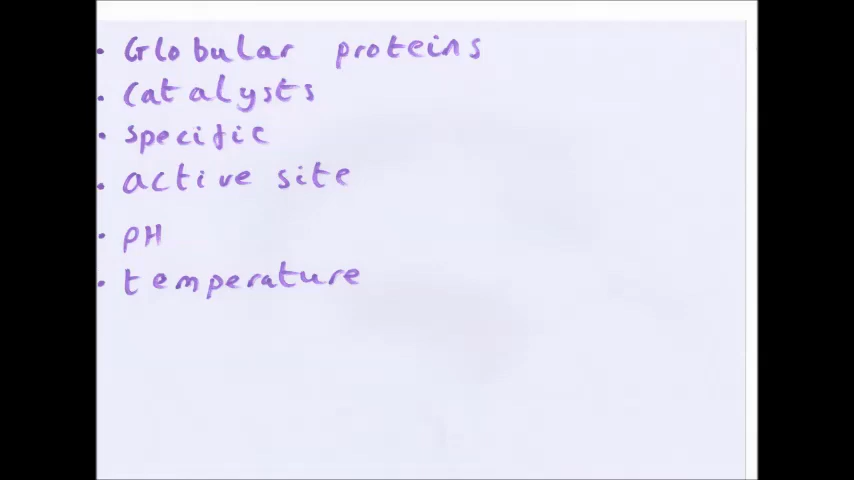 • Globular proteins
• Catalysts
• specific
• active site
• pH
• temperature